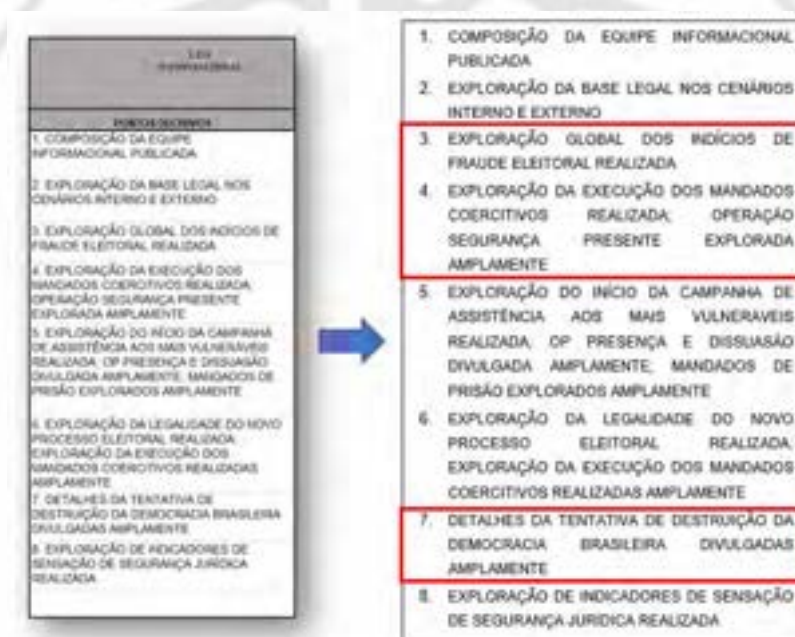 INFORMACIONAL
PONTOS DECISIVOS
1. COMPOSIÇÃO DA EQUIPE
INFORMACIONAL PUBLICADA
2. EXPLORAÇÃO DA BASE LEGAL NOS
CENÁRIOS INTERNO E EXTERNO
3. EXPLORAÇÃO GLOBAL DOS INDÍCIOS DE
FRAUDE ELEITORAL REALIZADA
4. EXPLORAÇÃO DA EXECUÇÃO DOS
MANDADOS COERCITIVOS REALIZADA;
OPERAÇÃO SEGURANÇA PRESENTE
EXPLORADA AMPLAMENTE
5. EXPLORAÇÃO DO INÍCIO DA CAMPANHA
DE ASSISTÊNCIA AOS MAIS VULNERÁVEIS
REALIZADA; OP PRESENÇA E DISSUASÃO
DIVULGADA AMPLAMENTE; MANDADOS DE
PRISÃO EXPLORADOS AMPLAMENTE
6. EXPLORAÇÃO DA LEGALIDADE DO NOVO
PROCESSO ELEITORAL REALIZADA;
EXPLORAÇÃO DA EXECUÇÃO DOS
MANDADOS COERCITIVOS REALIZADAS
AMPLAMENTE
7. DETALHES DA TENTATIVA DE
DESTRUIÇÃO DA DEMOCRACIA BRASILEIRA
DIVULGADAS AMPLAMENTE
8. EXPLORAÇÃO DE INDICADORES DE
SENSAÇÃO DE SEGURANÇA JURÍDICA
REALIZADA
1. COMPOSIÇÃO DA EQUIPE INFORMACIONAL
PUBLICADA
2. EXPLORAÇÃO DA BASE LEGAL NOS CENÁRIOS
INTERNO E EXTERNO
3. EXPLORAÇÃO GLOBAL DOS INDÍCIOS DE
FRAUDE ELEITORAL REALIZADA
4. EXPLORAÇÃO DA EXECUÇÃO DOS MANDADOS
COERCITIVOS REALIZADA; OPERAÇÃO
SEGURANÇA PRESENTE EXPLORADA
AMPLAMENTE
5. EXPLORAÇÃO DO INÍCIO DA CAMPANHA DE
ASSISTÊNCIA AOS MAIS VULNERAVEIS
REALIZADA; OP PRESENÇA E DISSUASÃO
DIVULGADA AMPLAMENTE; MANDADOS DE
PRISÃO EXPLORADOS AMPLAMENTE
6. EXPLORAÇÃO DA LEGALIDADE DO NOVO
PROCESSO ELEITORAL REALIZADA;
EXPLORAÇÃO DA EXECUÇÃO DOS MANDADOS
COERCITIVOS REALIZADAS AMPLAMENTE
7. DETALHES DA TENTATIVA DE DESTRUIÇÃO DA
DEMOCRACIA BRASILEIRA DIVULGADAS
AMPLAMENTE
8. EXPLORAÇÃO DE INDICADORES DE SENSAÇÃO
DE SEGURANÇA JURÍDICA REALIZADA